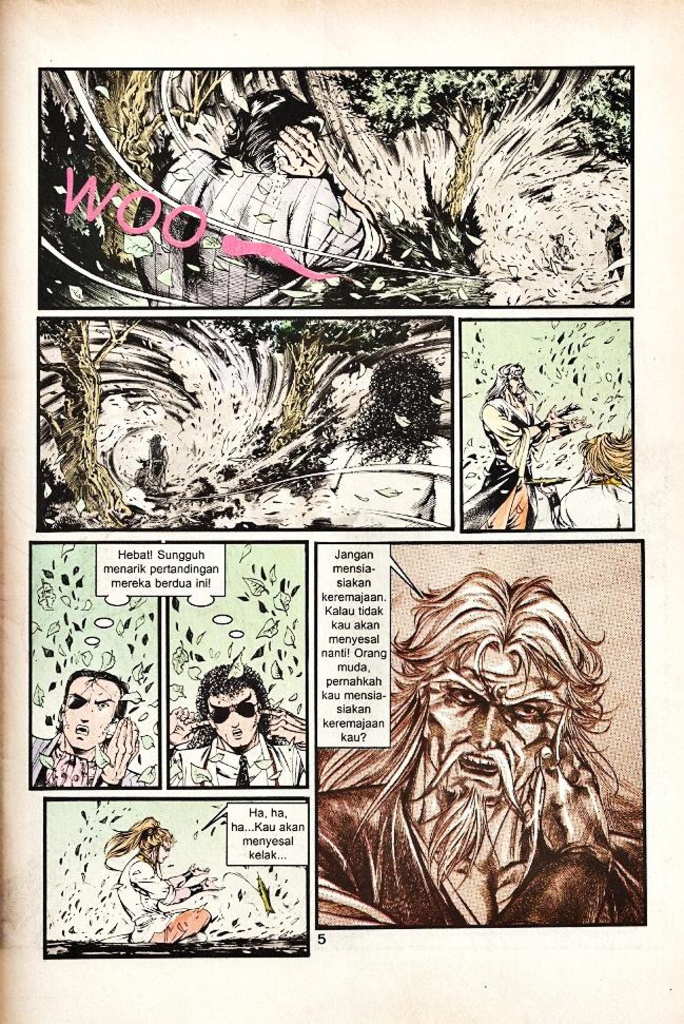 WOO
Hebat! Sungguh
menarik pertandingan
mereka berdua ini!
Jangan
mensia-
siakan
keremajaan.
Kalau tidak
kau akan
menyesal
nanti! Orang
muda,
pernahkah
kau mensia-
siakan
keremajaan
kau?
Ha, ha,
ha...Kau akan
menyesal
kelak...
5